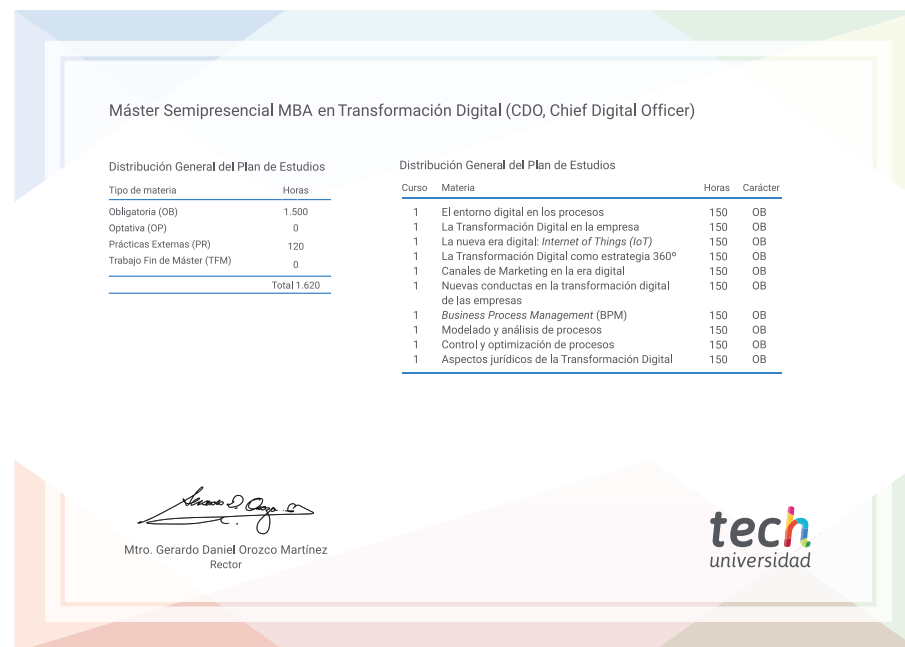 Máster Semipresencial MBA en Transformación Digital (CDO, Chief Digital Officer)
Distribución General del Plan de Estudios
Tipo de materia Horas
Obligatoria (OB) 1.500
Optativa (OP) 0
Prácticas Externas (PR) 120
Trabajo Fin de Máster (TFM) 0
Total 1.620
Distribución General del Plan de Estudios
Curso Materia Horas Carácter
1 El entorno digital en los procesos 150 OB
1 La Transformación Digital en la empresa 150 OB
1 La nueva era digital: Internet of Things (IoT) 150 OB
1 La Transformación Digital como estrategia 360º 150 OB
1 Canales de Marketing en la era digital 150 OB
1 Nuevas conductas en la transformación digital 150 OB
de las empresas
1 Business Process Management (BPM) 150 OB
1 Modelado y análisis de procesos 150 OB
1 Control y optimización de procesos 150 OB
1 Aspectos jurídicos de la Transformación Digital 150 OB
Mtro. Gerardo Daniel Orozco Martínez
Rector
tech
universidad